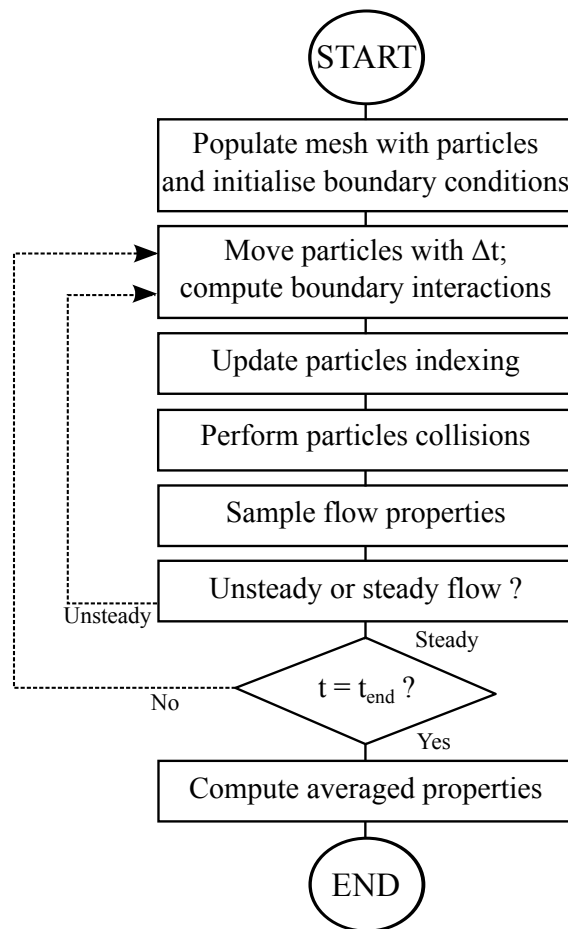 START
Populate mesh with particles
and initialise boundary conditions
Move particles with Δt;
compute boundary interactions
Update particles indexing
Perform particles collisions
Sample flow properties
Unsteady or steady flow ?
Unsteady
Steady
t = tend ?
No
Yes
Compute averaged properties
END